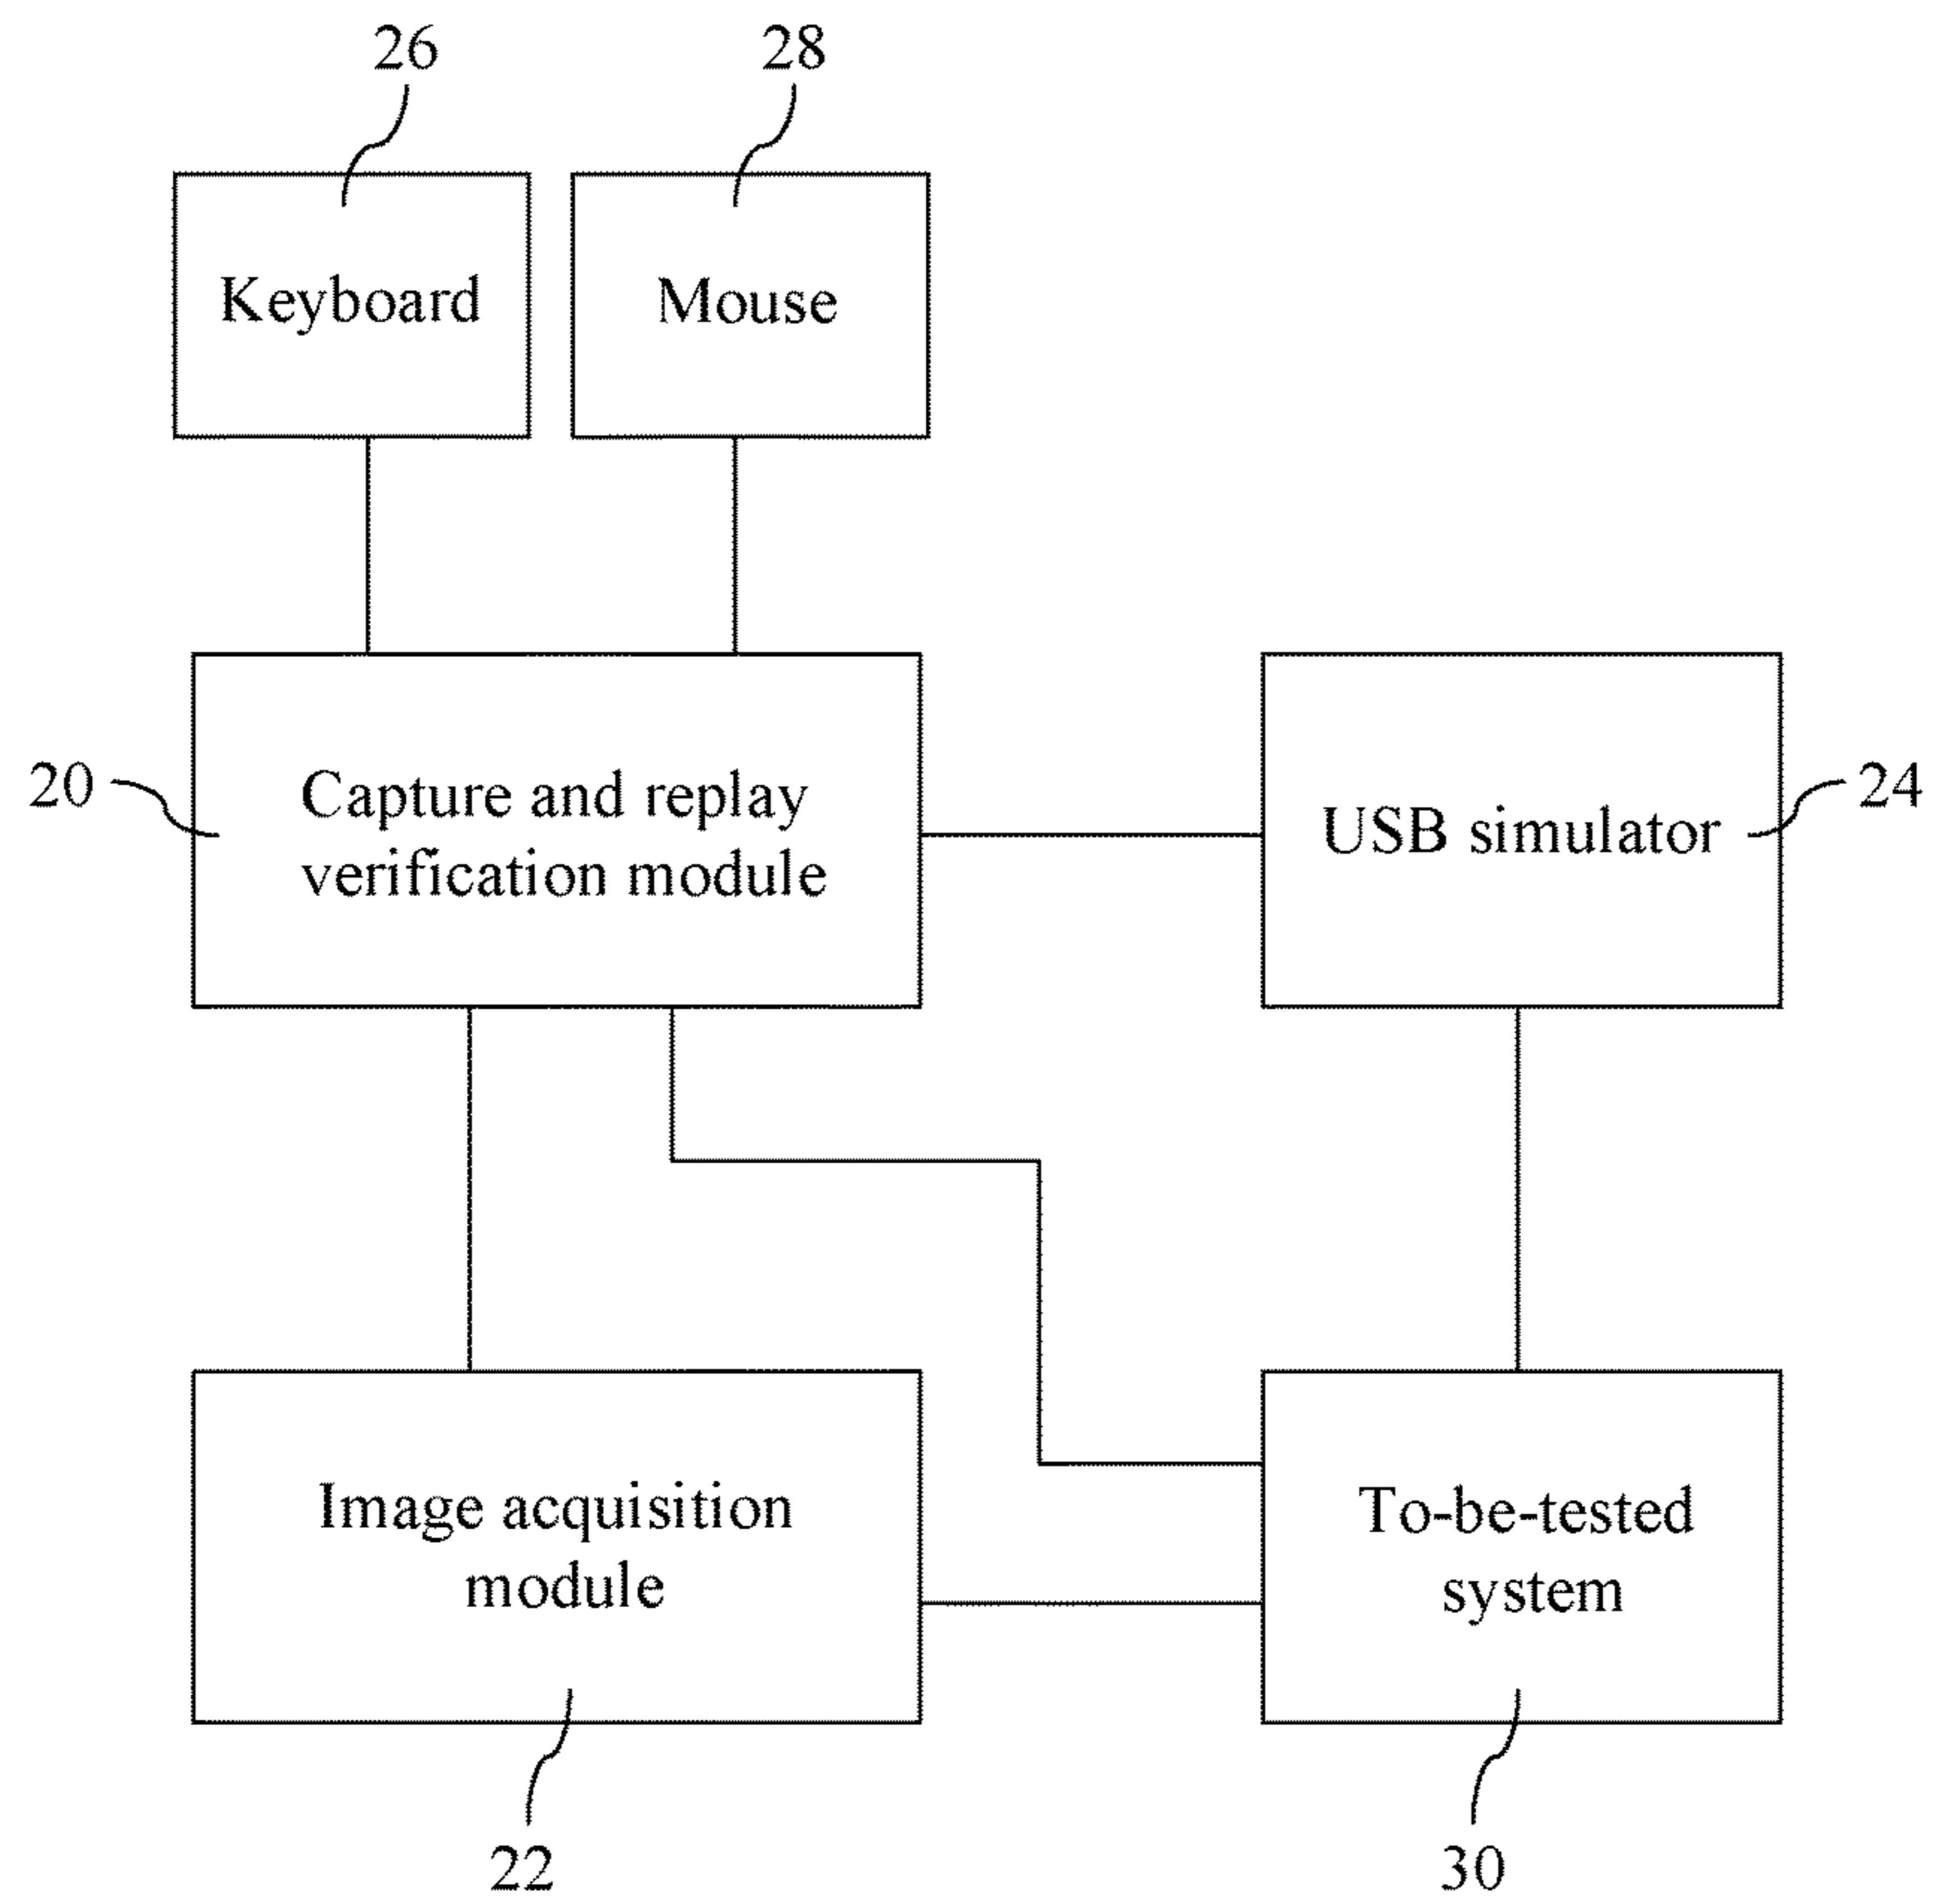 26
28
Keyboard
Mouse
20
Capture and replay
verification module
USB simulator
24
Image acquisition
module
To-be-tested
system
22
30